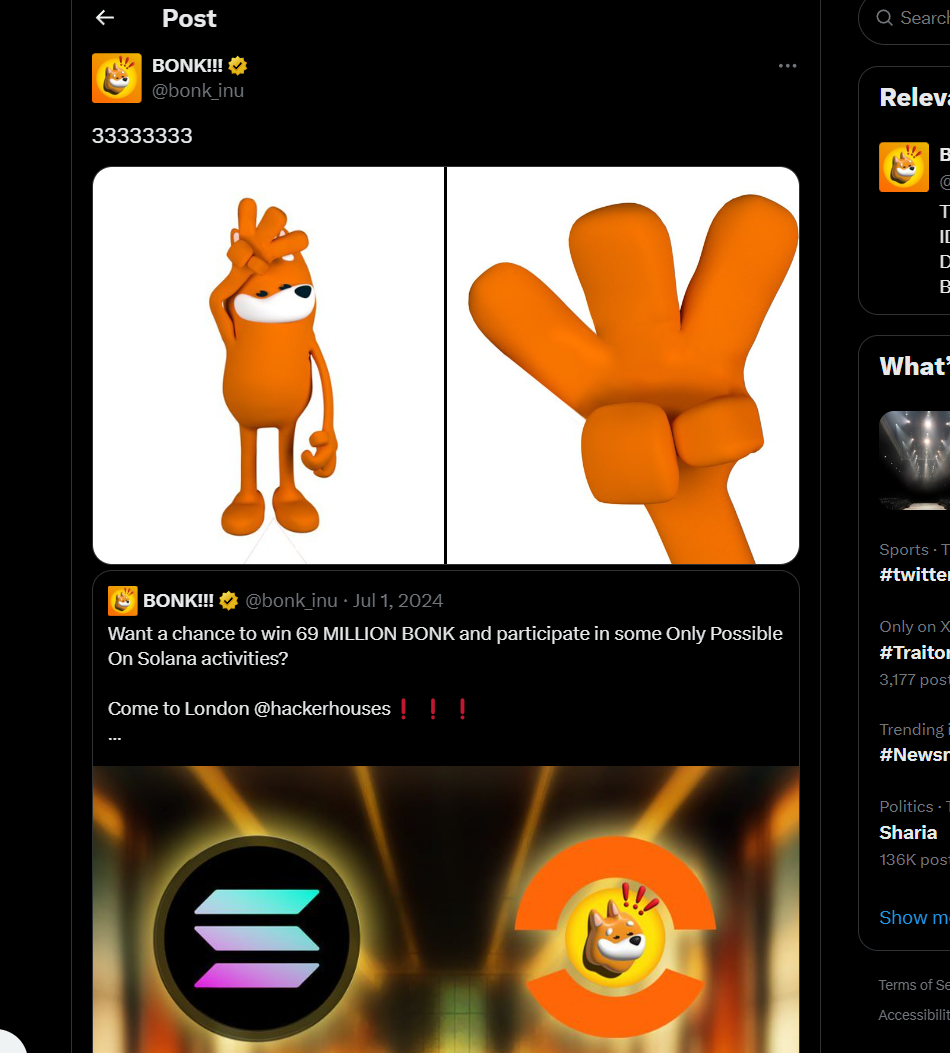 Post
Search
BONK!!!
@bonk_inu
33333333
BONK!!! @bonk_inu · Jul 1, 2024
Want a chance to win 69 MILLION BONK and participate in some Only Possible
On Solana activities?
Come to London @hackerhouses❗❗❗
...
Releva
B
@
T
ID
D
B
What'
Sports · T
#twitter
Only on X
#Traitor
3,177 post
Trending i
#Newsn
Politics · T
Sharia
136K post
Show mo
Terms of Se
Accessibilit